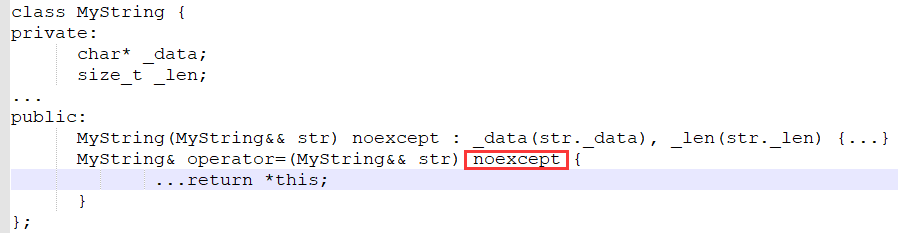 class MyString {
private:
        char* _data;
        size_t _len;
...
public:
        MyString(MyString&& str) noexcept : _data(str._data), _len(str._len) {...}
        MyString& operator=(MyString&& str) noexcept {
                ...return *this;
        }
};